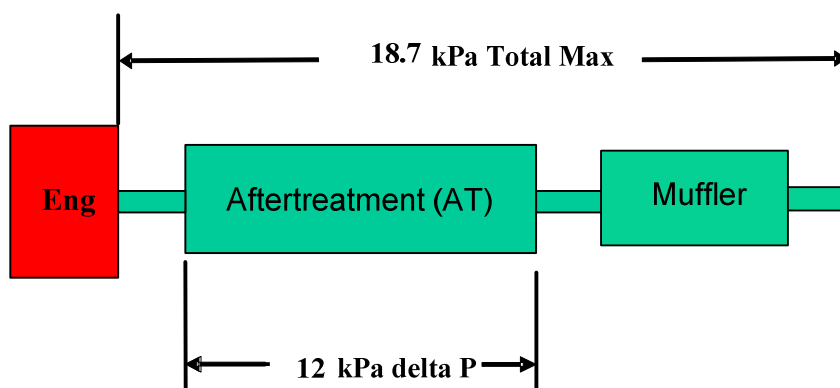 18.7 kPa Total Max
Eng
Aftertreatment (AT)
Muffler
12 kPa delta P